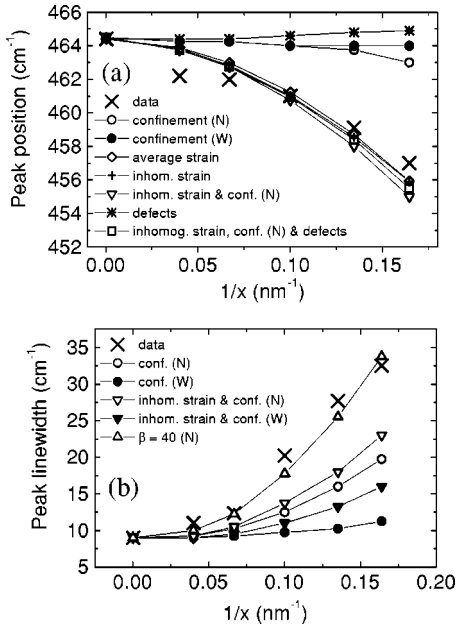 Peak position (cm⁻¹)
466
464
462
460
458
456
454
452
(a)
data
confinement (N)
confinement (W)
average strain
inhom. strain
inhom. strain & conf. (N)
defects
inhomog. strain, conf. (N) & defects
0.00 0.05 0.10 0.15
1/x (nm⁻¹)
Peak linewidth (cm⁻¹)
35
30
25
20
15
10
5
data
conf. (N)
conf. (W)
inhom. strain & conf. (N)
inhom. strain & conf. (W)
β = 40 (N)
(b)
0.00 0.05 0.10 0.15 0.20
1/x (nm⁻¹)